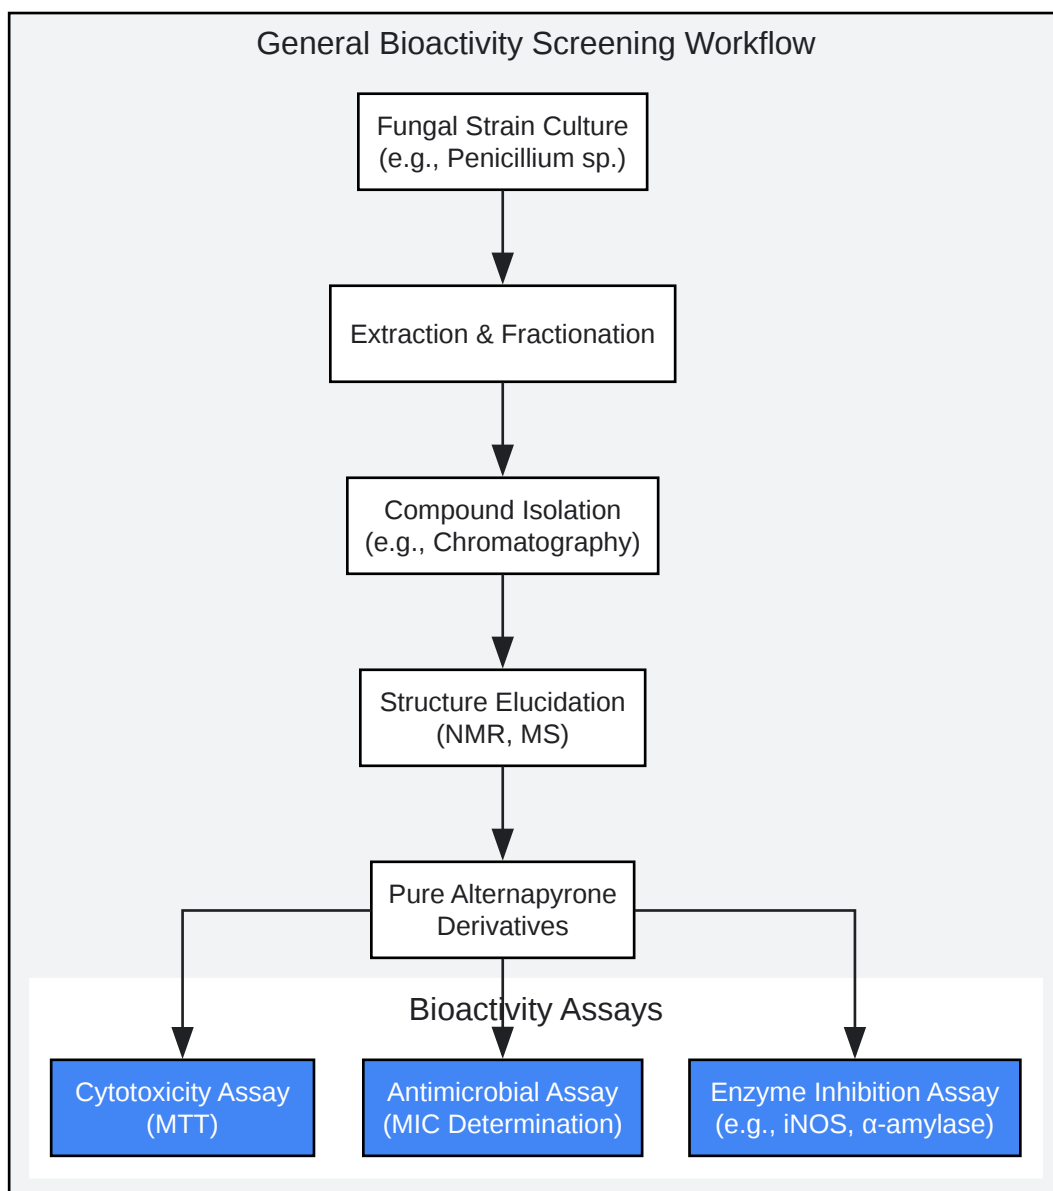 General Bioactivity Screening Workflow
Fungal Strain Culture
(e.g., Penicillium sp.)
Extraction & Fractionation
Compound Isolation
(e.g., Chromatography)
Structure Elucidation
(NMR, MS)
Pure Alternapyrone
Derivatives
Bioactivity Assays
Cytotoxicity Assay
(MTT)
Antimicrobial Assay
(MIC Determination)
Enzyme Inhibition Assay
(e.g., iNOS, α-amylase)